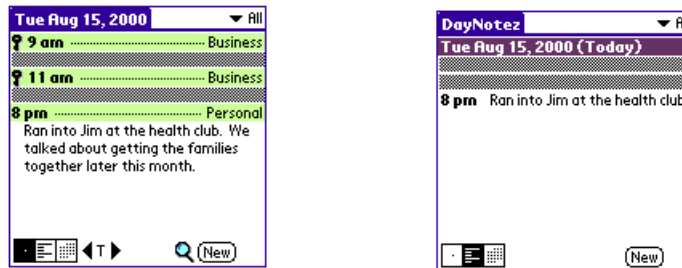 Tue Aug 15, 2000
All
9 am Business
11 am Business
8 pm Personal
Ran into Jim at the health club. We
talked about getting the families
together later this month.
T
New
DayNotez
Tue Aug 15, 2000 (Today)
8 pm Ran into Jim at the health club
New